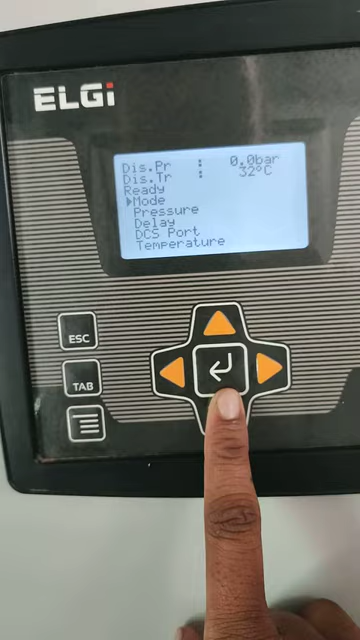 ELGi
Dis.Pr : 0.0bar
Dis.Tr : 32°C
Ready
Mode
Pressure
Delay
DCS Port
Temperature
ESC
TAB